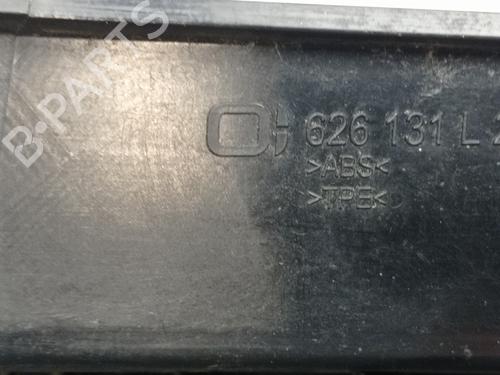 626 131 L
>ABS<
>TPE<
B-PARTS